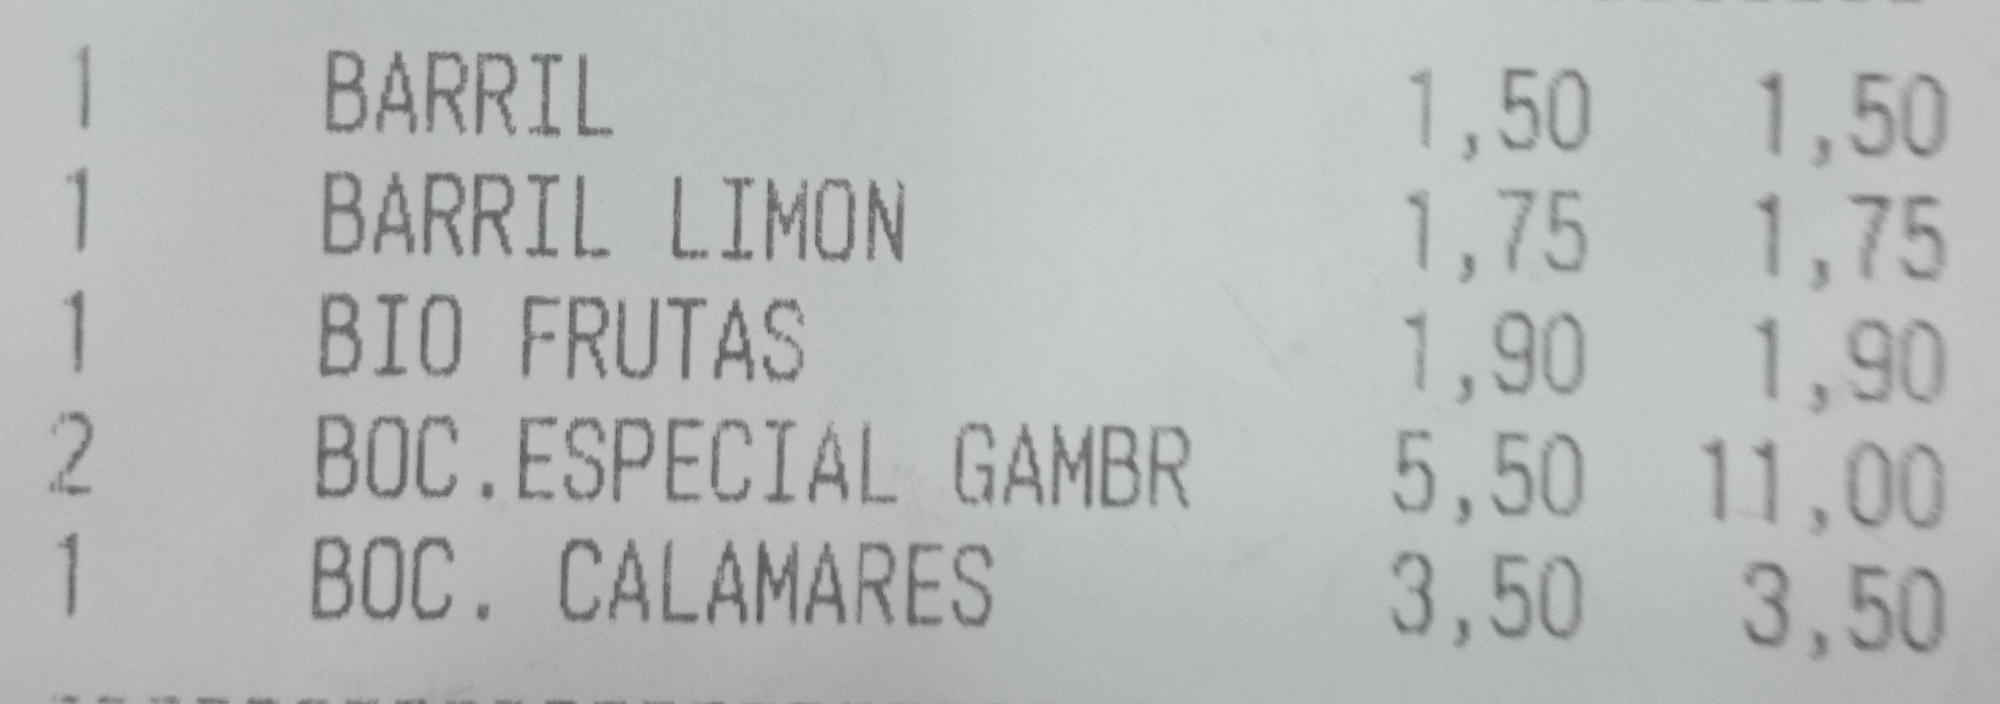 1 BARRIL 1,50 1,50
1 BARRIL LIMON 1,75 1,75
1 BIO FRUTAS 1,90 1,90
2 BOC.ESPECIAL GAMBR 5,50 11,00
1 BOC. CALAMARES 3,50 3,50